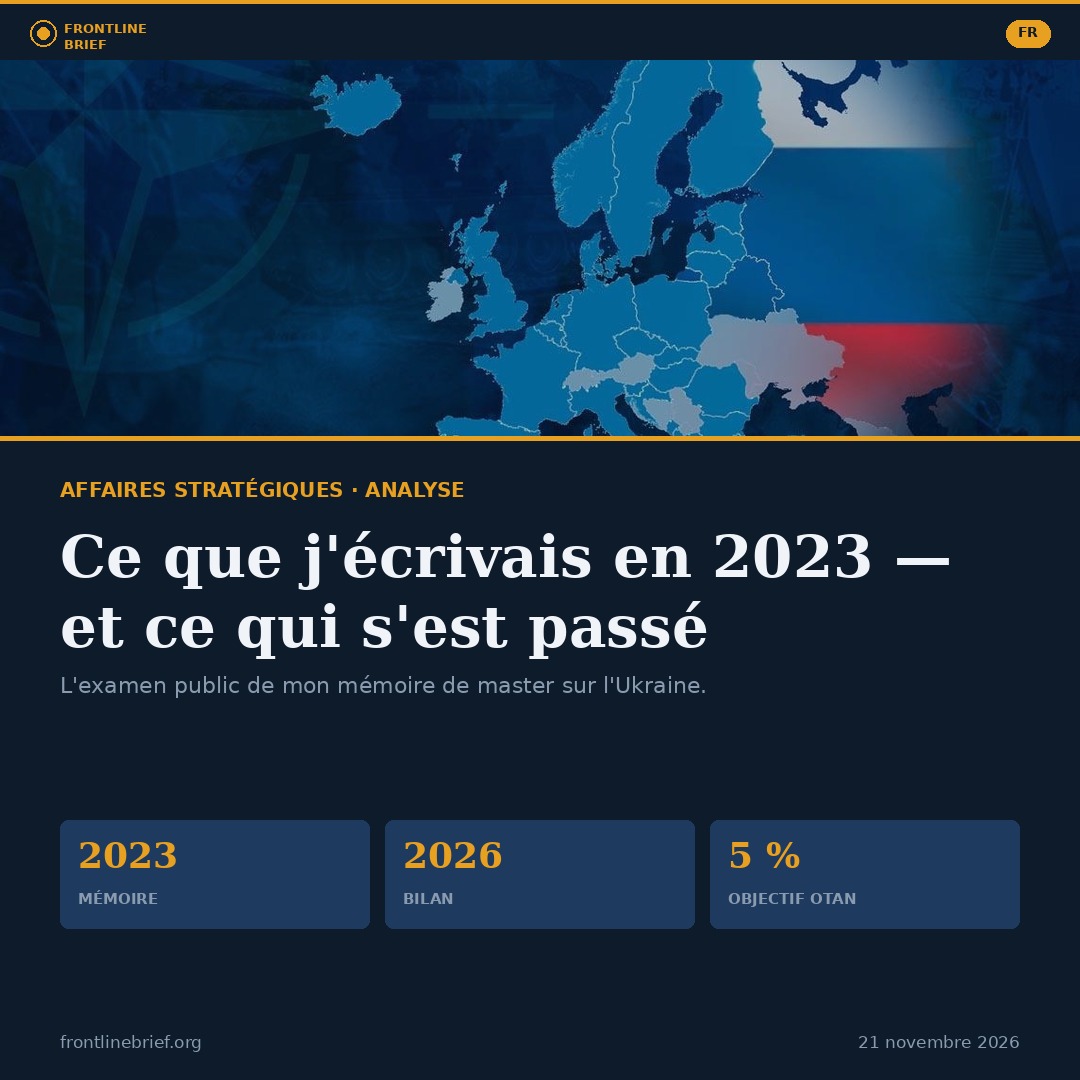 FRONTLINE
BRIEF
FR
AFFAIRES STRATÉGIQUES · ANALYSE
Ce que j'écrivais en 2023 —
et ce qui s'est passé
L'examen public de mon mémoire de master sur l'Ukraine.
2023
MÉMOIRE
2026
BILAN
5 %
OBJECTIF OTAN
frontlinebrief.org
21 novembre 2026